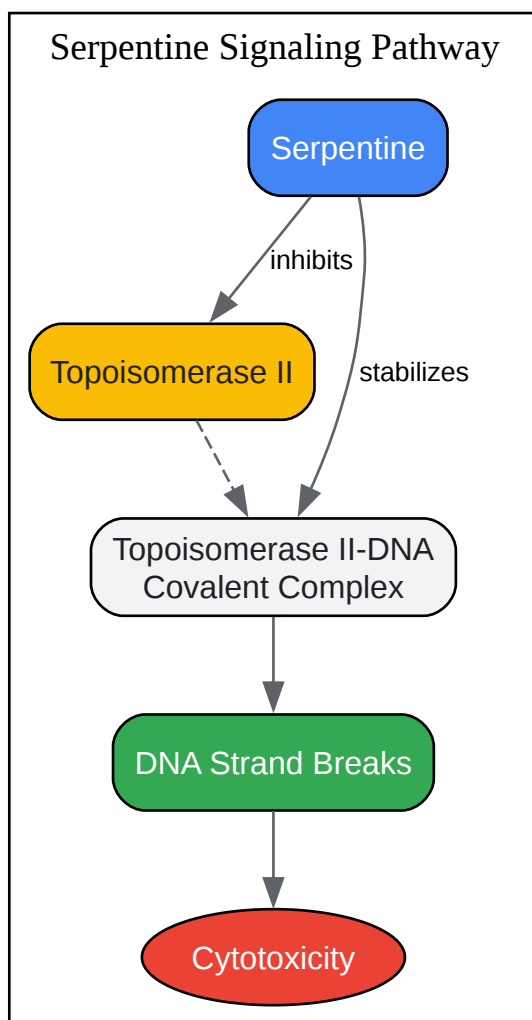 Serpentine Signaling Pathway
Serpentine
inhibits
Topoisomerase II
stabilizes
Topoisomerase II-DNA
Covalent Complex
DNA Strand Breaks
Cytotoxicity